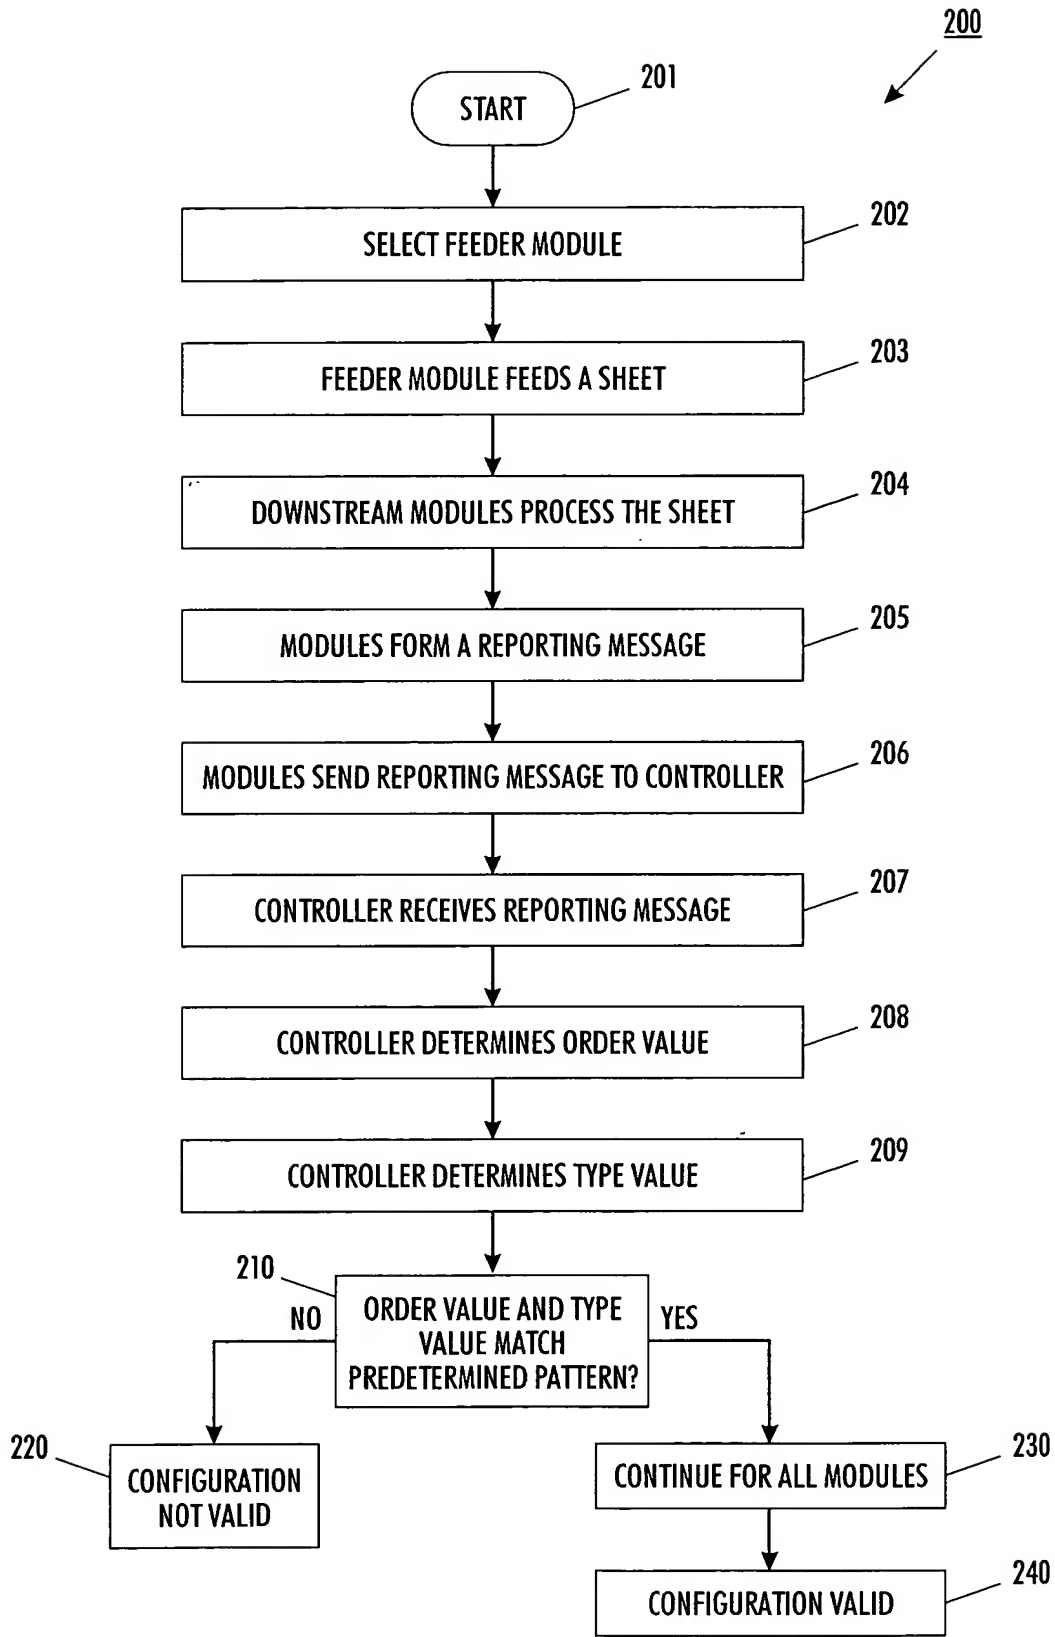 200
START
201
SELECT FEEDER MODULE
202
FEEDER MODULE FEEDS A SHEET
203
DOWNSTREAM MODULES PROCESS THE SHEET
204
MODULES FORM A REPORTING MESSAGE
205
MODULES SEND REPORTING MESSAGE TO CONTROLLER
206
CONTROLLER RECEIVES REPORTING MESSAGE
207
CONTROLLER DETERMINES ORDER VALUE
208
CONTROLLER DETERMINES TYPE VALUE
209
210
ORDER VALUE AND TYPE
VALUE MATCH
PREDETERMINED PATTERN?
NO
YES
220
CONFIGURATION
NOT VALID
CONTINUE FOR ALL MODULES
230
CONFIGURATION VALID
240